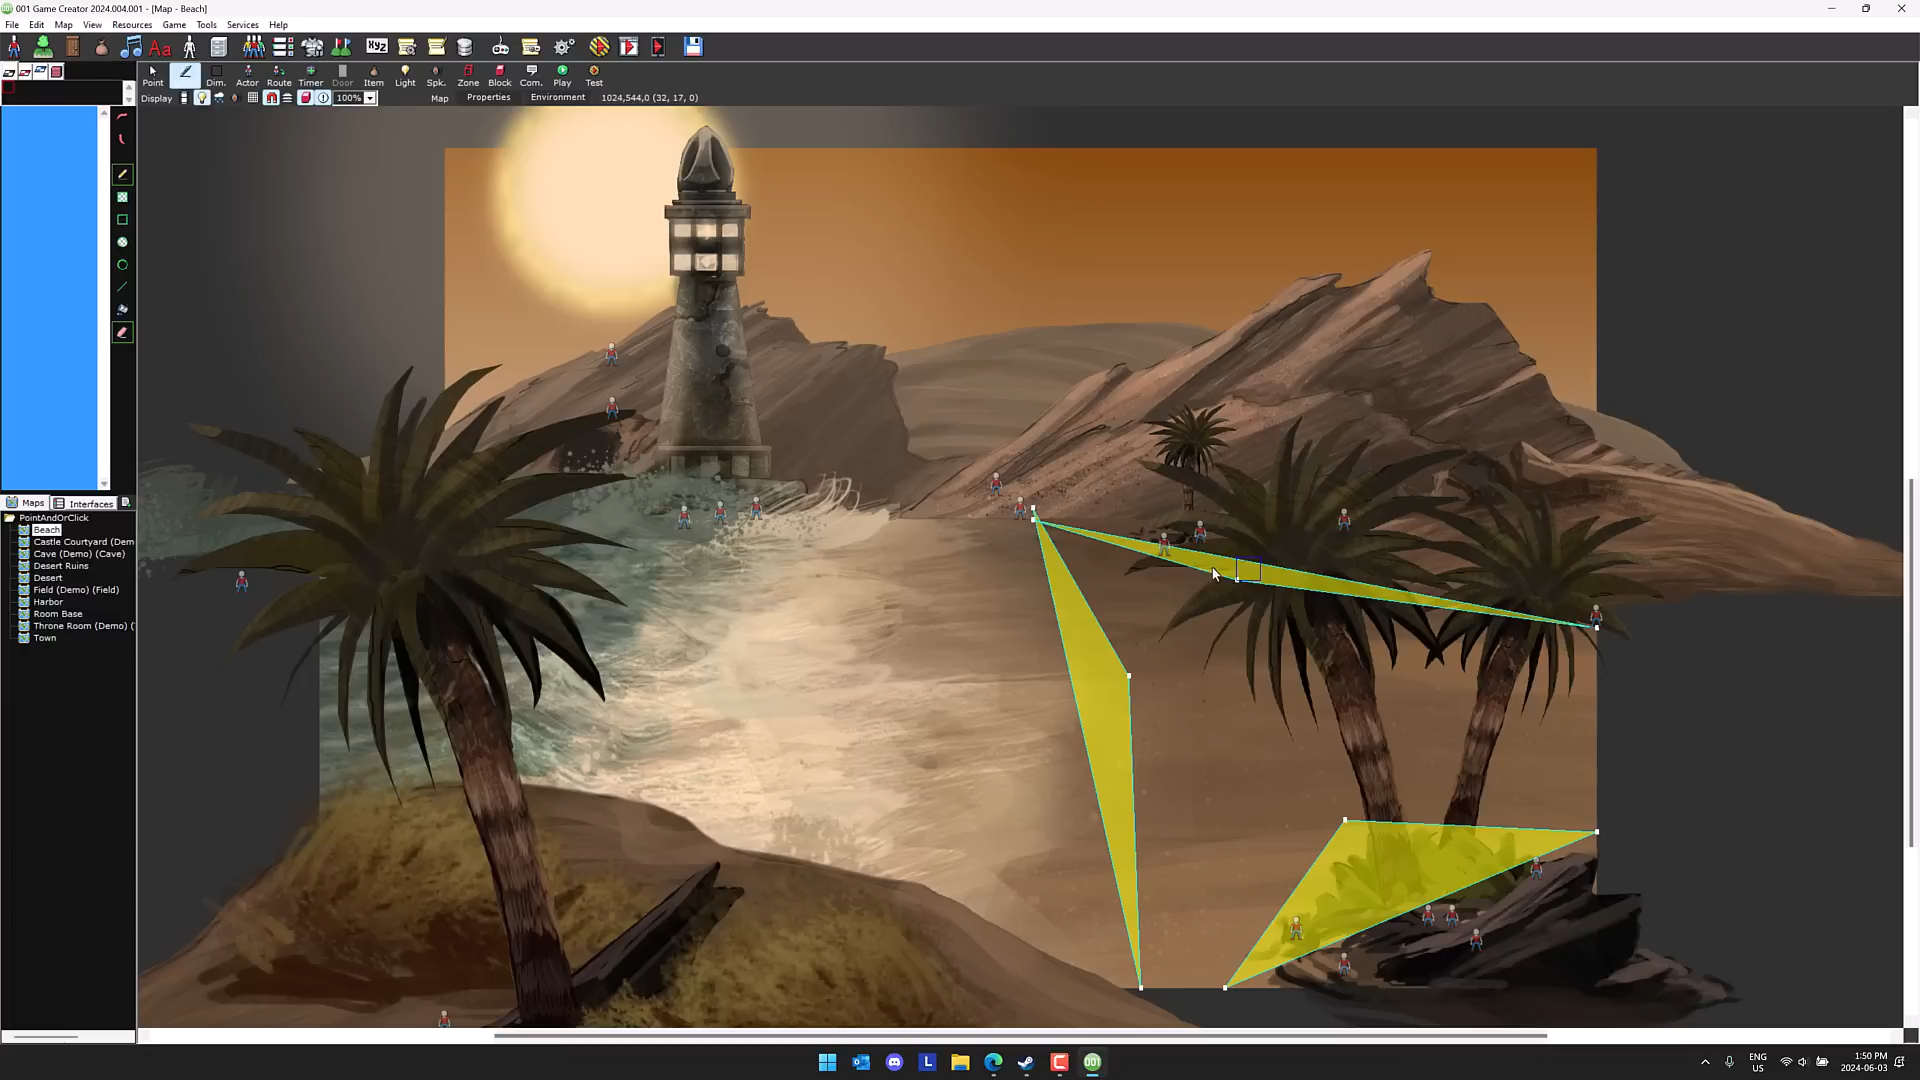 001 Game Creator 2024.004.001 - [Map - Beach]
File Edit Map View Resources Game Tools Services Help
Aa
xyz
Point Dim. Actor Route Timer Door Item Light Spk. Zone Block Com. Play Test
Display 100% Map Properties Environment 1024,544,0 (32, 17, 0)
Maps Interfaces
PointAndOrClick
Beach
Castle Courtyard (Dem
Cave (Demo) (Cave)
Desert Ruins
Desert
Field (Demo) (Field)
Harbor
Room Base
Throne Room (Demo) (
Town
L
001
ENG
US
1:50 PM
2024-06-03